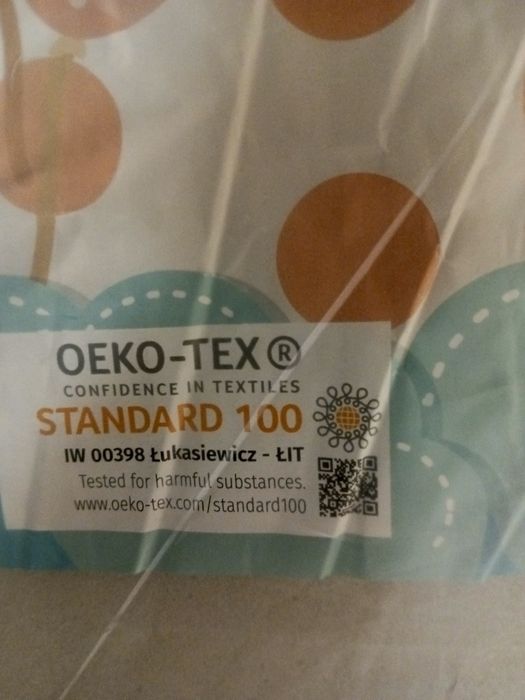 OEKO-TEX®
CONFIDENCE IN TEXTILES
STANDARD 100
IW 00398 Łukasiewicz - ŁIT
Tested for harmful substances.
www.oeko-tex.com/standard100